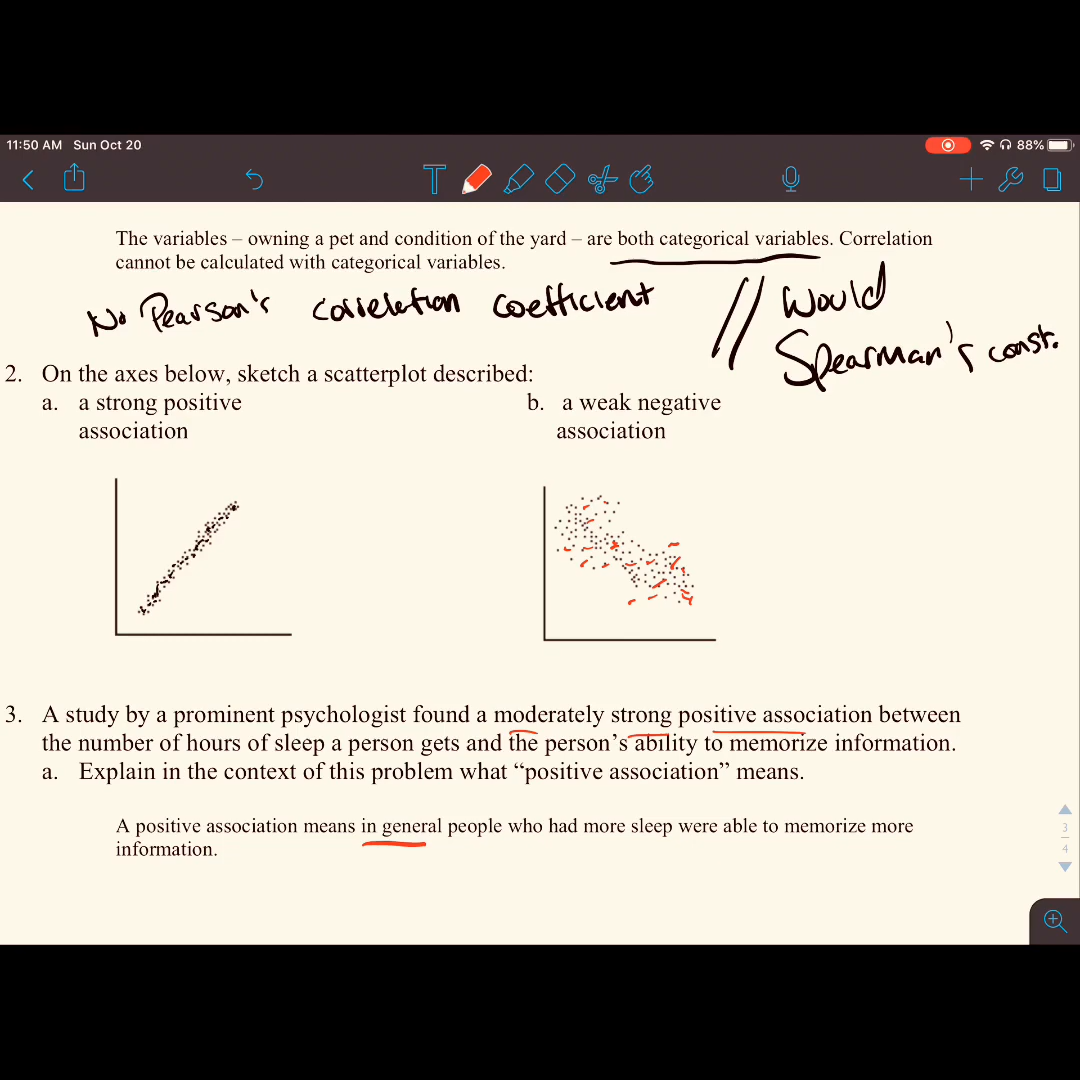 11:50 AM Sun Oct 20
88%
T
The variables – owning a pet and condition of the yard – are both categorical variables. Correlation
cannot be calculated with categorical variables.
No Pearson's correlation coefficient
// Would
Spearman's const.
2. On the axes below, sketch a scatterplot described:
a. a strong positive
association
b. a weak negative
association
3. A study by a prominent psychologist found a moderately strong positive association between
the number of hours of sleep a person gets and the person’s ability to memorize information.
a. Explain in the context of this problem what “positive association” means.
A positive association means in general people who had more sleep were able to memorize more
information.
3
4